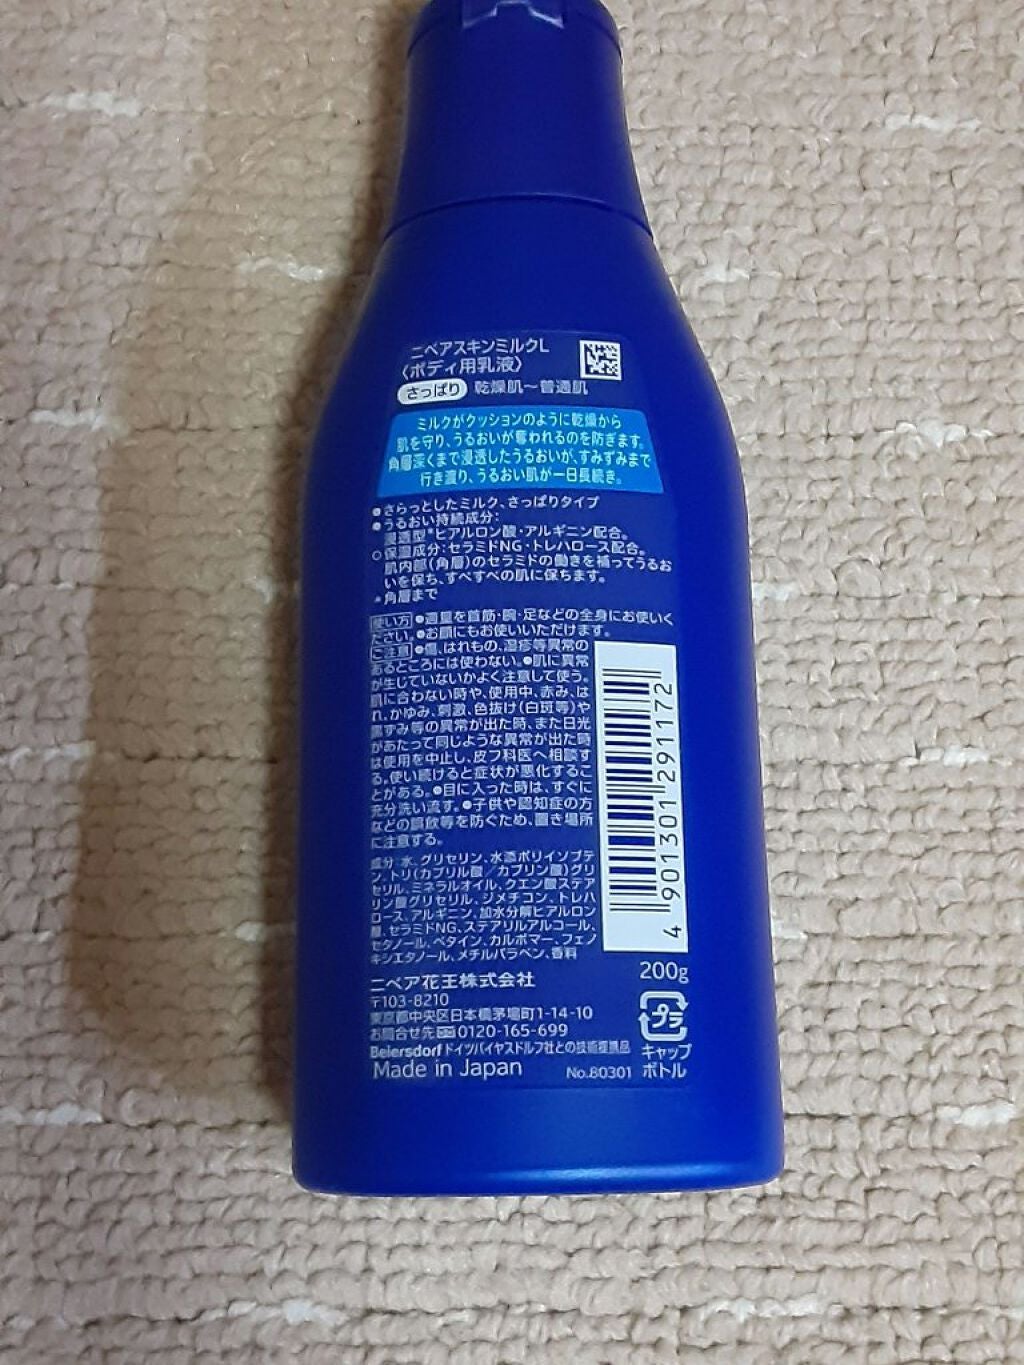 ニベアスキンミルクL
〈ボディ用乳液〉
さっぱり 乾燥肌～普通肌
ミルクがクッションのように乾燥から
肌を守り、うるおいが奪われるのを防ぎます。
角層深くまで浸透したうるおいが、すみずみまで
行き渡り、うるおい肌が一日長続き。
●さらっとしたミルク、さっぱりタイプ
●うるおい持続成分：
浸透型*ヒアルロン酸・アルギニン配合。
○保湿成分：セラミドNG・トレハロース配合。
肌内部（角層）のセラミドの働きを補ってうるお
いを保ち、すべすべの肌に保ちます。
*角層まで
使い方 ●適量を首筋・腕・足などの全身にお使いく
ださい。●お顔にもお使いいただけます。
ご注意 ●傷、はれもの、湿疹等異常の
あるところには使わない。●肌に異常
が生じていないかよく注意して使う。
肌に合わない時や、使用中、赤み、は
れ、かゆみ、刺激、色抜け（白斑等）や
黒ずみ等の異常が出た時、また日光
があたって同じような異常が出た時
は使用を中止し、皮フ科医へ相談す
る。使い続けると症状が悪化するこ
とがある。●目に入った時は、すぐに
充分洗い流す。●子供や認知症の方
などの誤飲等を防ぐため、置き場所
に注意する。
成分 水、グリセリン、水添ポリイソブテ
ン、トリ（カプリル酸／カプリン酸）グリ
セリル、ミネラルオイル、クエン酸ステア
リン酸グリセリル、ジメチコン、トレハ
ロース、アルギニン、加水分解ヒアルロン
酸、セラミドNG、ステアリルアルコール、
セタノール、ベタイン、カルボマー、フェノ
キシエタノール、メチルパラベン、香料
4 901301 291172
200g
ニベア花王株式会社
〒103-8210
東京都中央区日本橋茅場町1-14-10
お問合せ先 0120-165-699
Beiersdorf ドイツバイヤスドルフ社との技術提携品
Made in Japan No.80301
プラ
キャップ
ボトル